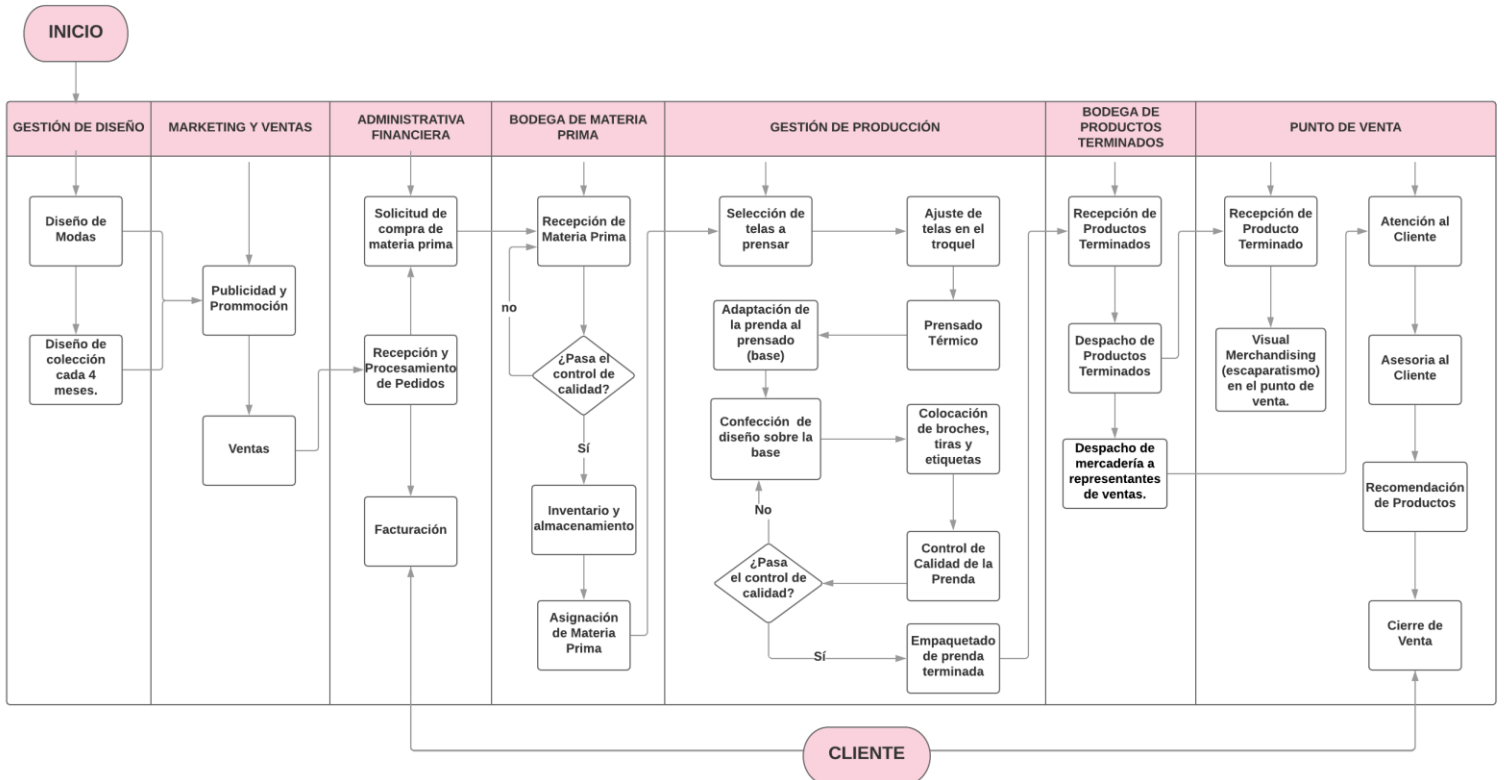 INICIO
GESTIÓN DE DISEÑO
MARKETING Y VENTAS
ADMINISTRATIVA
FINANCIERA
BODEGA DE MATERIA
PRIMA
GESTIÓN DE PRODUCCIÓN
BODEGA DE
PRODUCTOS
TERMINADOS
PUNTO DE VENTA
Diseño de
Modas
Diseño de
colección
cada 4
meses.
Publicidad y
Prommoción
Ventas
Solicitud de
compra de
materia prima
Recepción y
Procesamiento
de Pedidos
Facturación
Recepción de
Materia Prima
no
¿Pasa el
control de
calidad?
Sí
Inventario y
almacenamiento
Asignación
de Materia
Prima
Selección de
telas a
prensar
Ajuste de
telas en el
troquel
Adaptación de
la prenda al
prensado
(base)
Prensado
Térmico
Confección de
diseño sobre la
base
Colocación
de broches,
tiras y
etiquetas
No
¿Pasa
el control de
calidad?
Control de
Calidad de la
Prenda
Sí
Empaquetado
de prenda
terminada
Recepción de
Productos
Terminados
Despacho de
Productos
Terminados
Despacho de
mercadería a
representantes
de ventas.
Recepción de
Producto
Terminado
Visual
Merchandising
(escaparatismo)
en el punto de
venta.
Atención al
Cliente
Asesoria al
Cliente
Recomendación
de Productos
Cierre de
Venta
CLIENTE